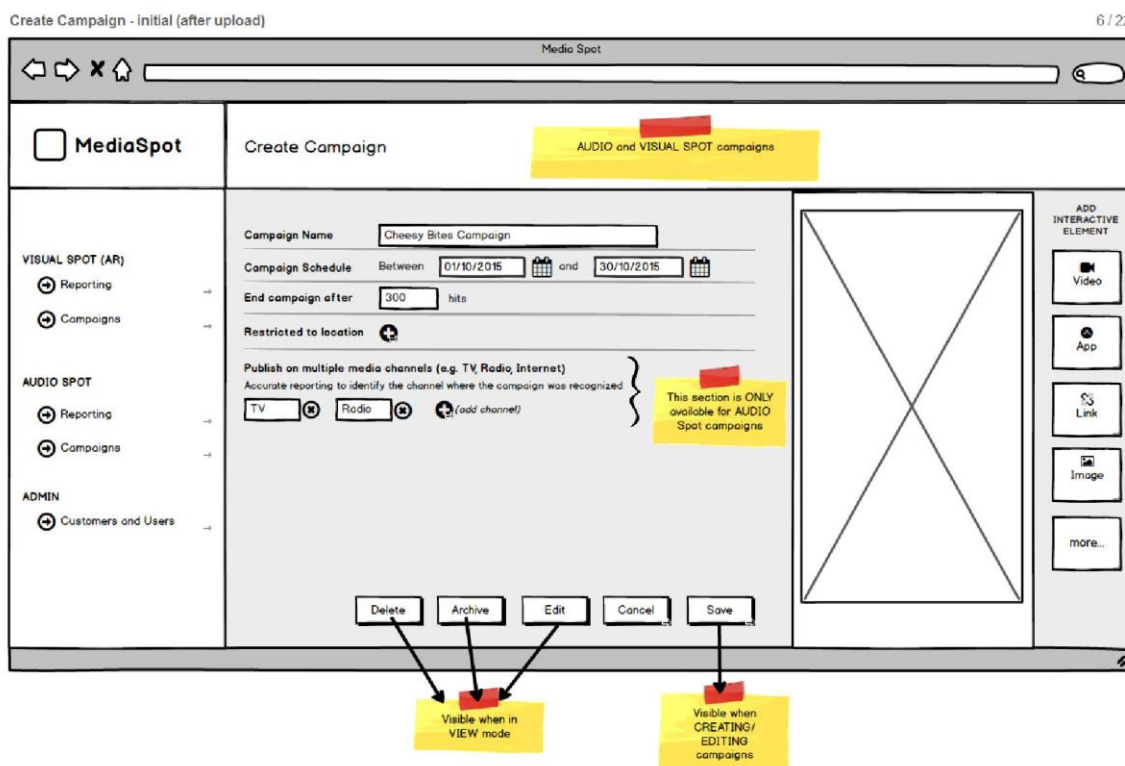 Create Campaign - initial (after upload)
6 / 22
Media Spot
MediaSpot
Create Campaign
AUDIO and VISUAL SPOT campaigns
VISUAL SPOT (AR)
Reporting
Campaigns
AUDIO SPOT
Reporting
Campaigns
ADMIN
Customers and Users
Campaign Name
Cheesy Bites Campaign
Campaign Schedule
Between
01/10/2015
and
30/10/2015
End campaign after
300
hits
Restricted to location
Publish on multiple media channels (e.g. TV, Radio, Internet)
Accurate reporting to identify the channel where the campaign was recognized
TV
Radio
(add channel)
This section is ONLY
available for AUDIO
Spot campaigns
ADD
INTERACTIVE
ELEMENT
Video
App
Link
Image
more...
Delete
Archive
Edit
Cancel
Save
Visible when in
VIEW mode
Visible when
CREATING/
EDITING
campaigns